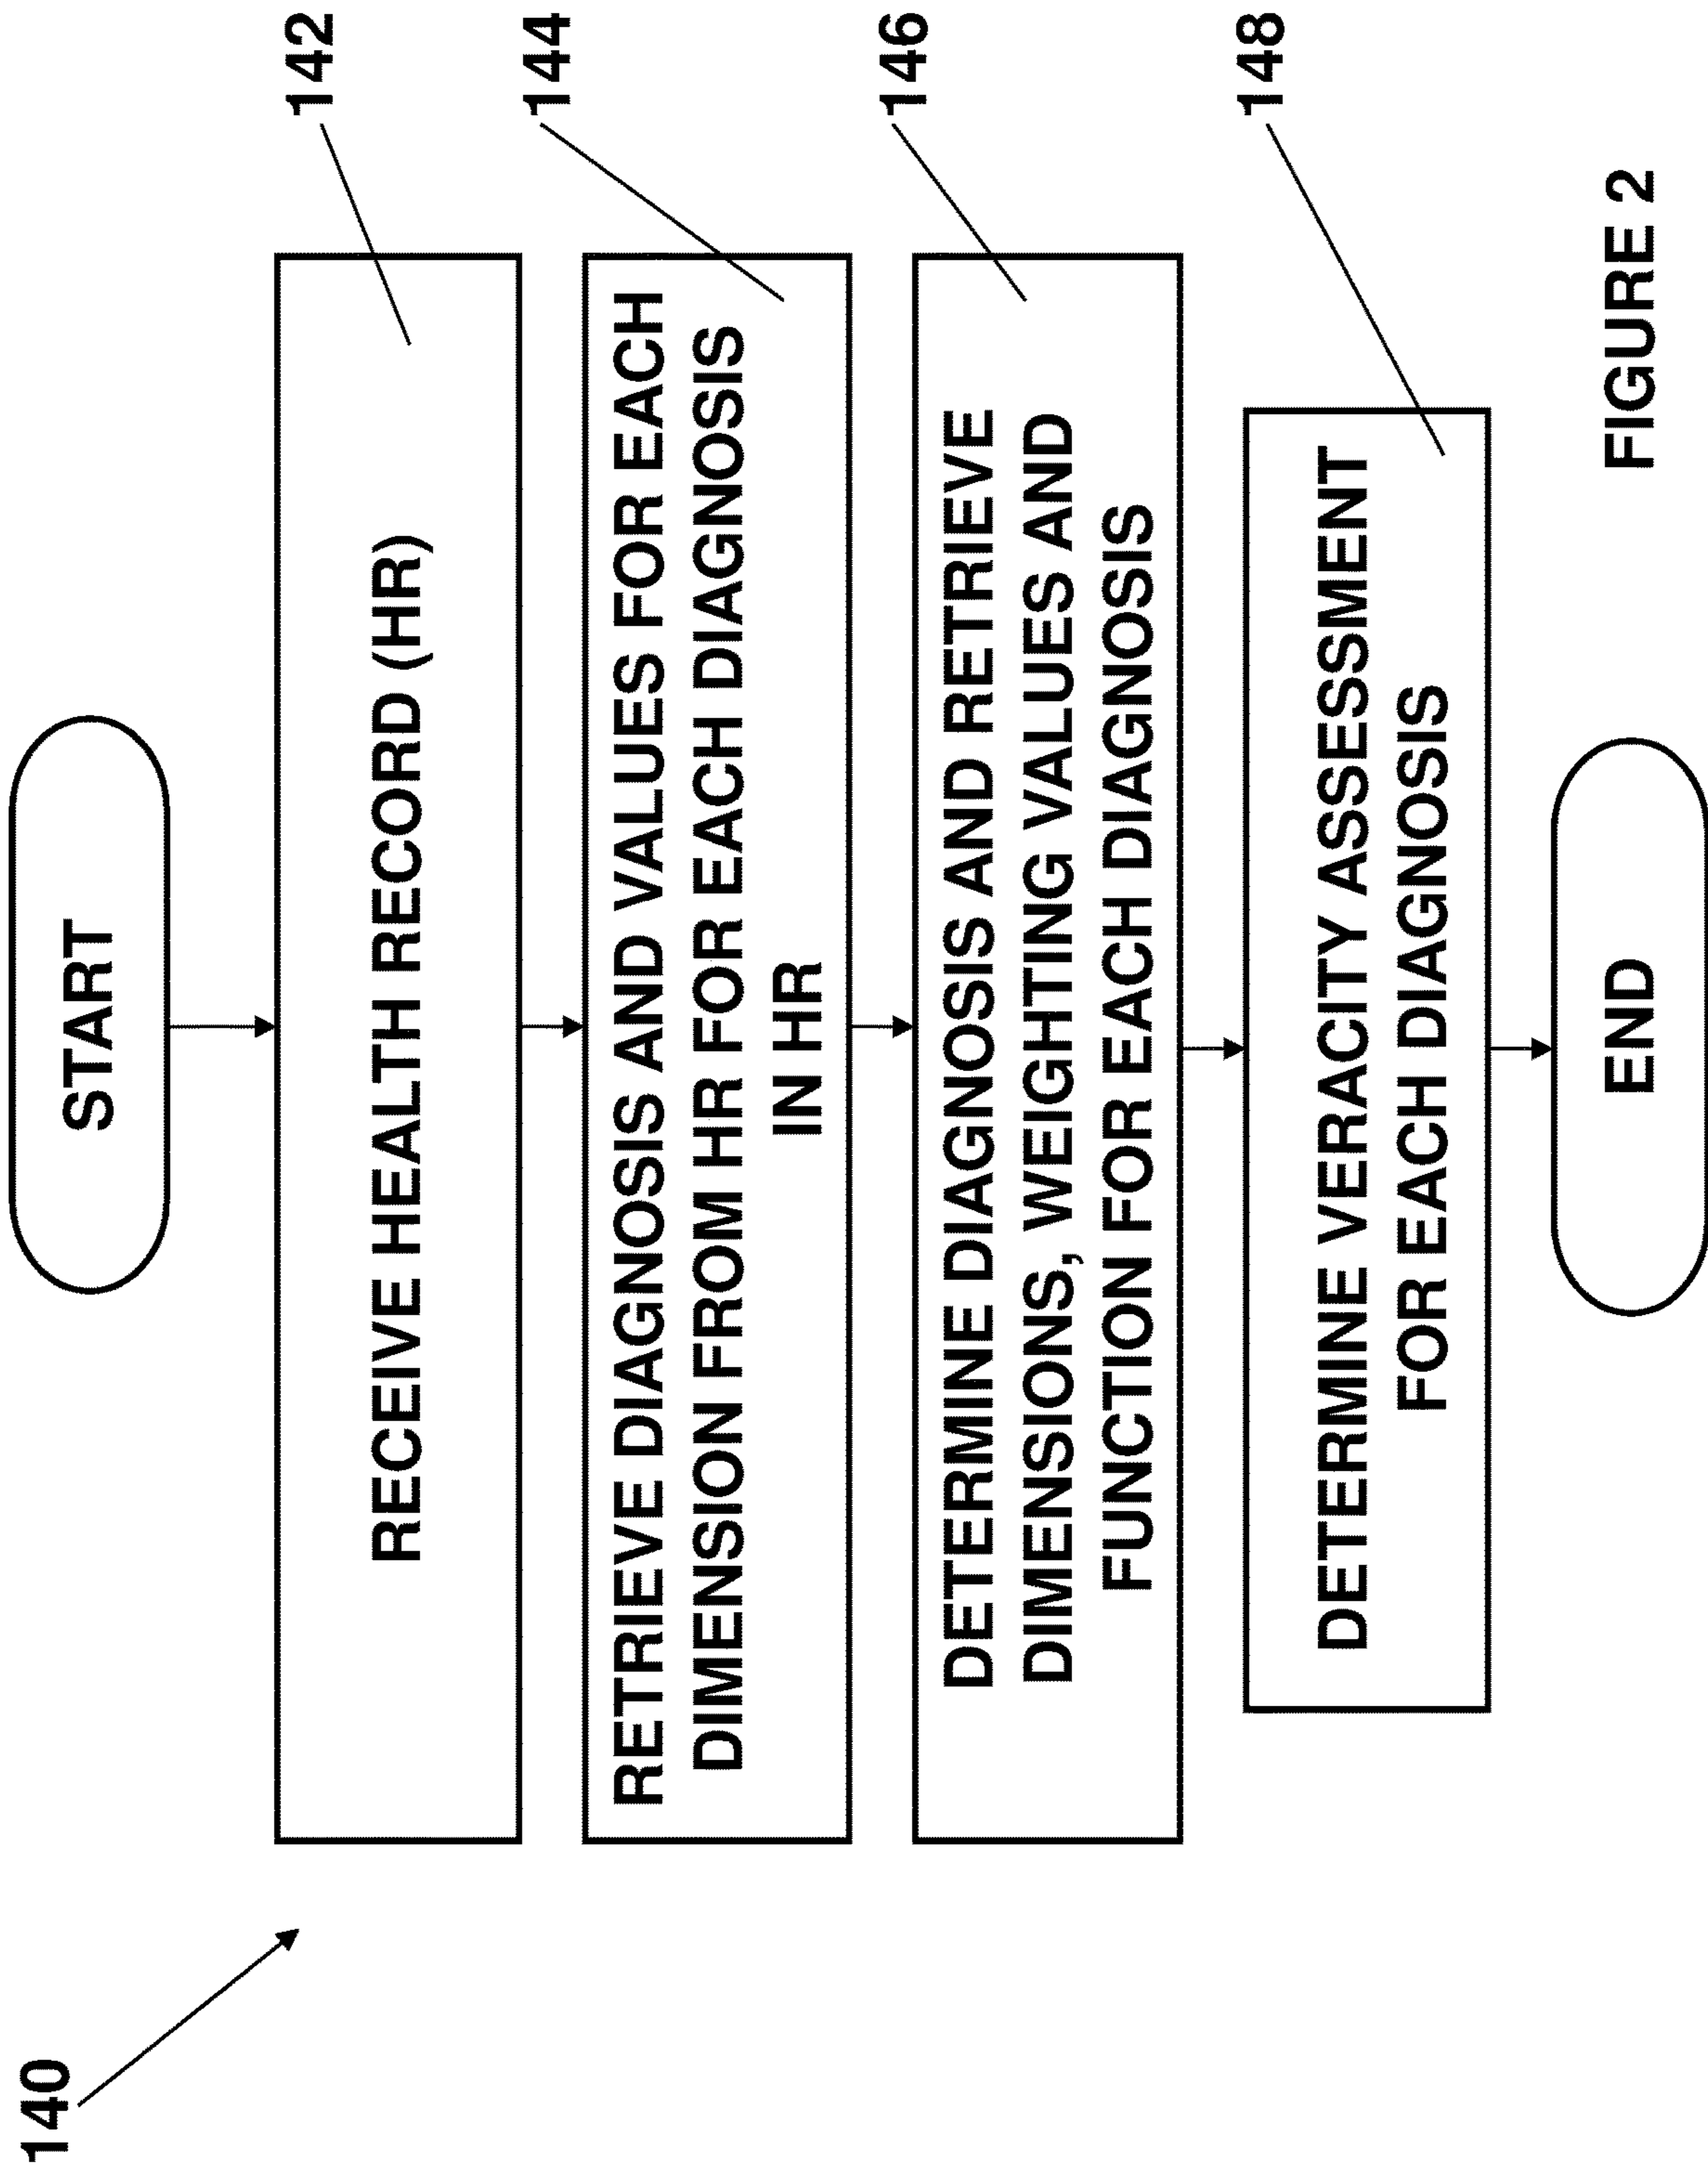 140
START
RECEIVE HEALTH RECORD (HR)
142
RETRIEVE DIAGNOSIS AND VALUES FOR EACH
DIMENSION FROM HR FOR EACH DIAGNOSIS
IN HR
144
DETERMINE DIAGNOSIS AND RETRIEVE
DIMENSIONS, WEIGHTING VALUES AND
FUNCTION FOR EACH DIAGNOSIS
146
DETERMINE VERACITY ASSESSMENT
FOR EACH DIAGNOSIS
148
END
FIGURE 2